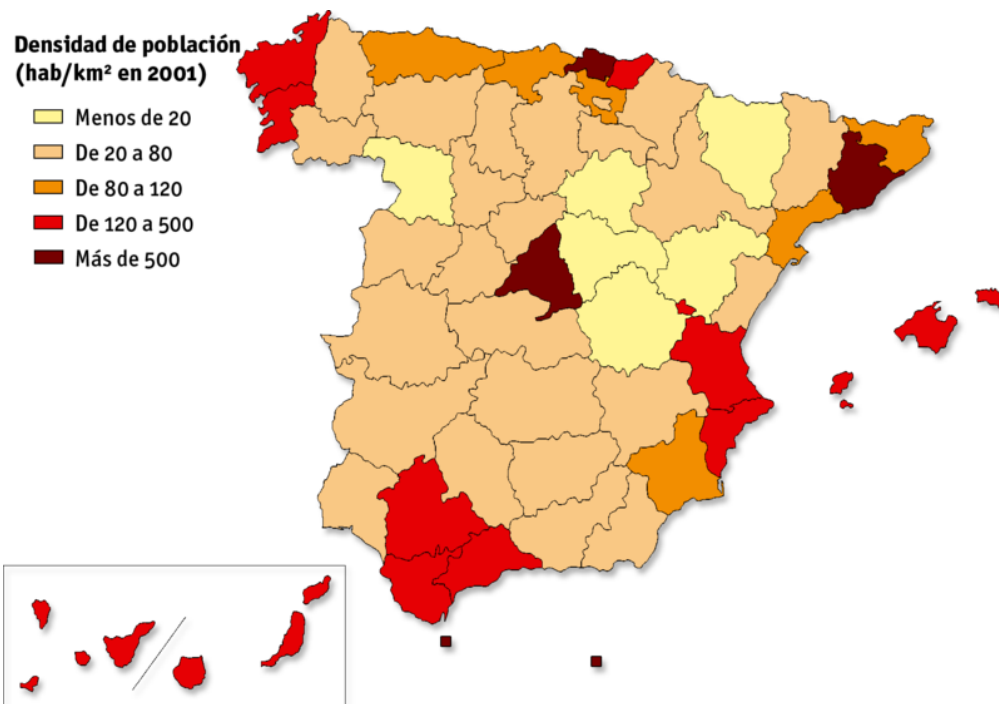 Densidad de población
(hab/km² en 2001)
Menos de 20
De 20 a 80
De 80 a 120
De 120 a 500
Más de 500